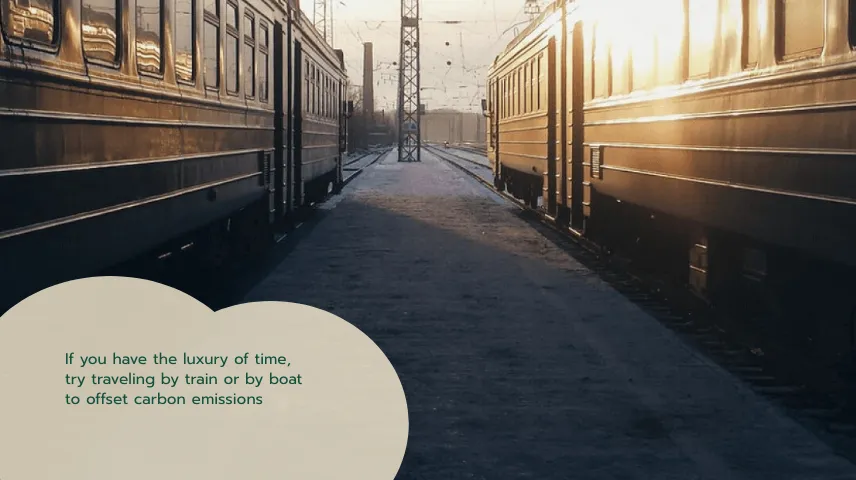 If you have the luxury of time,
try traveling by train or by boat
to offset carbon emissions